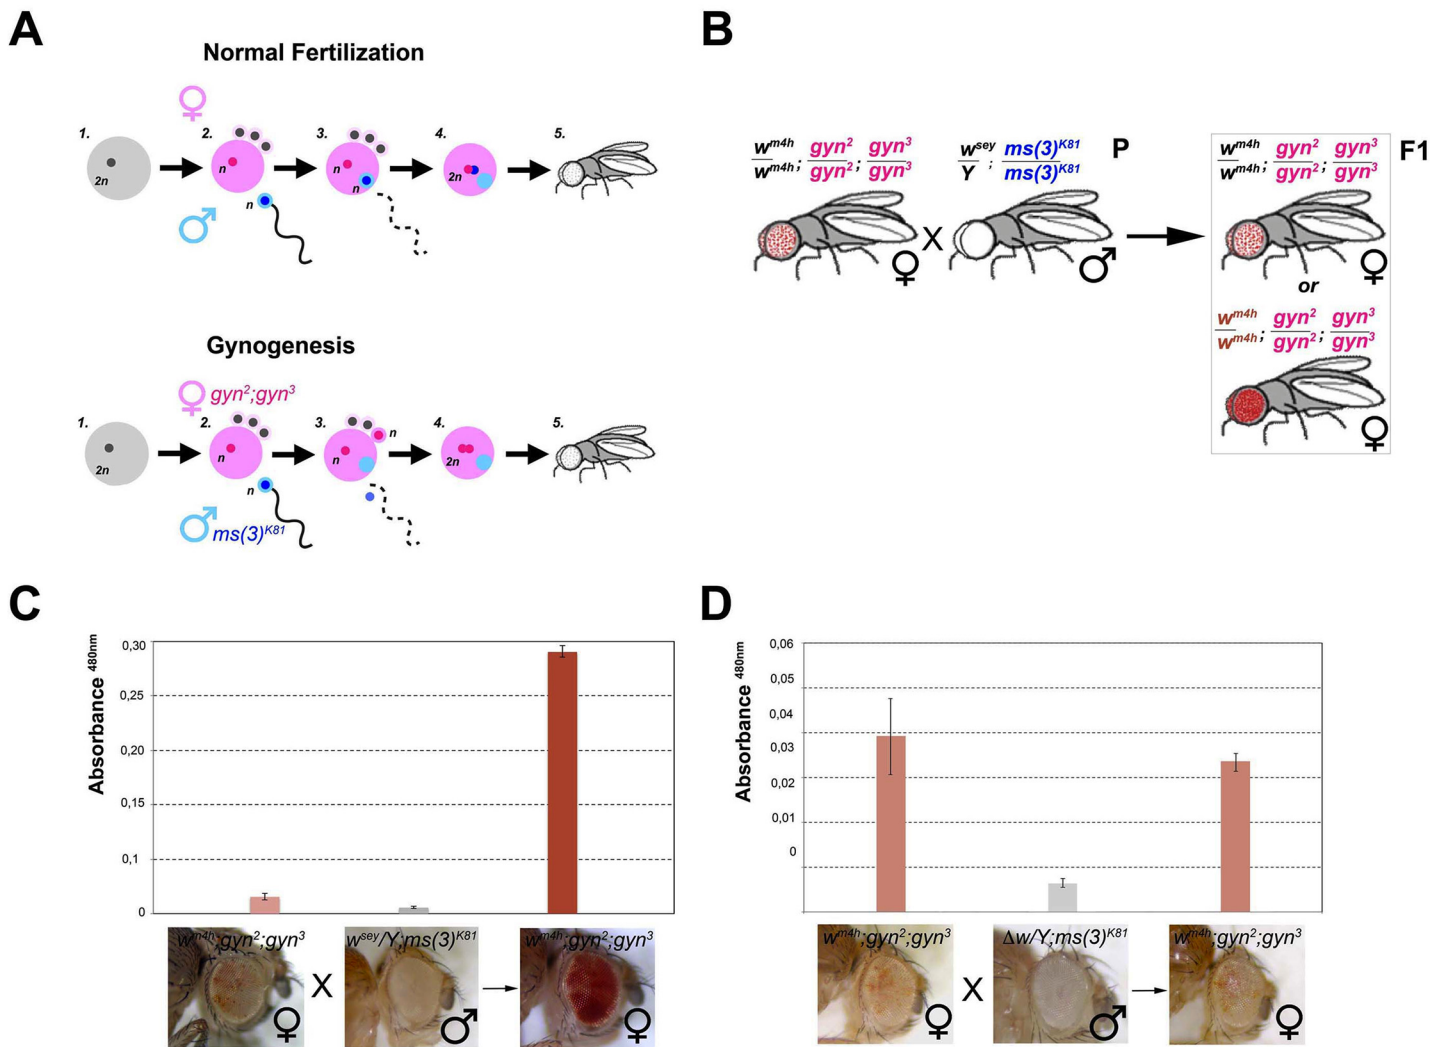 A
Normal Fertilization
♀
♂
1.
2n
2.
n
n
3.
n
n
4.
2n
5.
Gynogenesis
♀ gyn²;gyn³
♂ ms(3)ᴷ⁸¹
1.
2n
2.
n
n
3.
n
n
4.
2n
5.
B
wᵐ⁴ʰ gyn² gyn³
wᵐ⁴ʰ; gyn²; gyn³
♀
X
wˢᵉʸ ; ms(3)ᴷ⁸¹
Y ms(3)ᴷ⁸¹
♂
P
wᵐ⁴ʰ gyn² gyn³
wᵐ⁴ʰ; gyn²; gyn³
♀
F1
or
wᵐ⁴ʰ gyn² gyn³
wᵐ⁴ʰ; gyn²; gyn³
♀
C
Absorbance ⁴⁸⁰ⁿᵐ
0,30
0,25
0,20
0,15
0,1
0
wᵐ⁴ʰ;gyn²;gyn³
♀
X
wˢᵉʸ/Y;ms(3)ᴷ⁸¹
♂
wᵐ⁴ʰ;gyn²;gyn³
♀
D
Absorbance ⁴⁸⁰ⁿᵐ
0,06
0,05
0,04
0,03
0,02
0,01
0
wᵐ⁴ʰ;gyn²;gyn³
♀
X
Δw/Y;ms(3)ᴷ⁸¹
♂
wᵐ⁴ʰ;gyn²;gyn³
♀